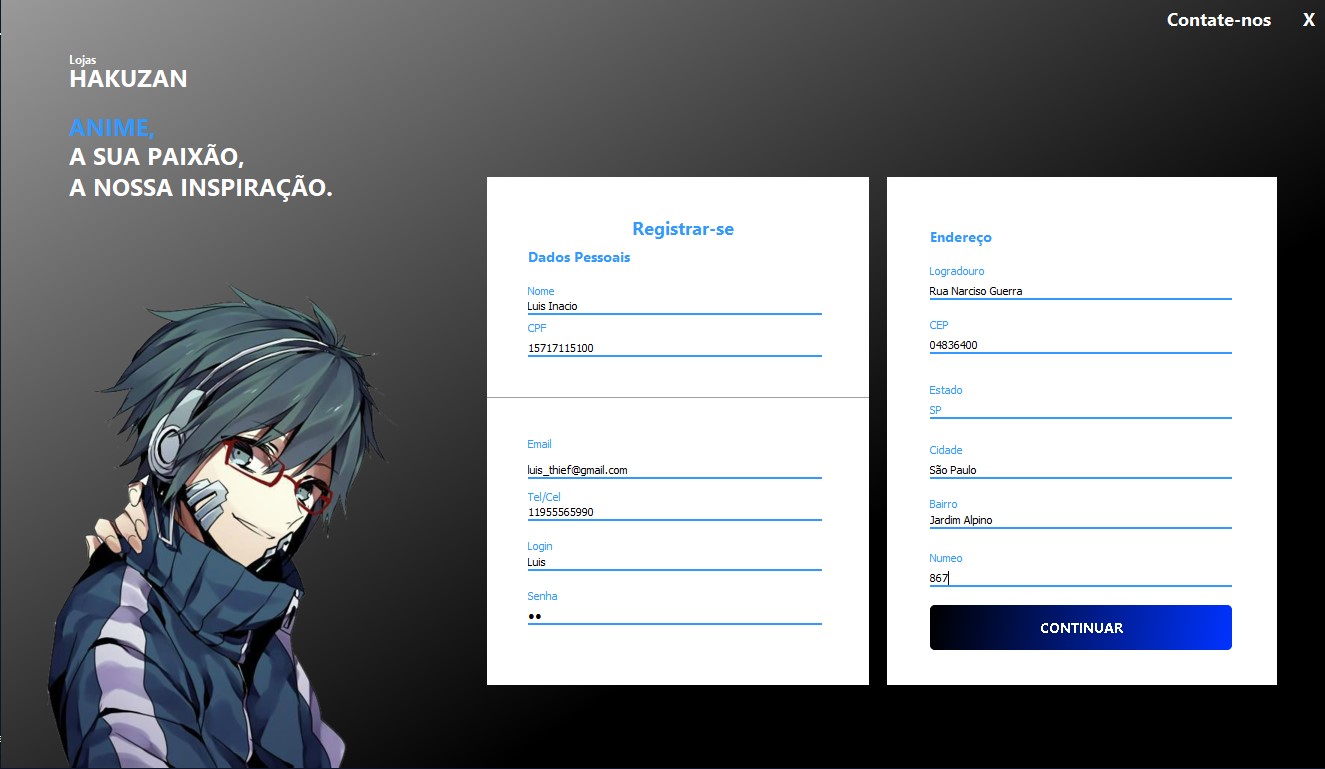 Contate-nos X
Lojas
HAKUZAN
ANIME,
A SUA PAIXÃO,
A NOSSA INSPIRAÇÃO.
Registrar-se
Dados Pessoais
Nome
Luis Inacio
CPF
15717115100
Email
luis_thief@gmail.com
Tel/Cel
11955565990
Login
Luis
Senha
••
Endereço
Logradouro
Rua Narciso Guerra
CEP
04836400
Estado
SP
Cidade
São Paulo
Bairro
Jardim Alpino
Numeo
867
CONTINUAR